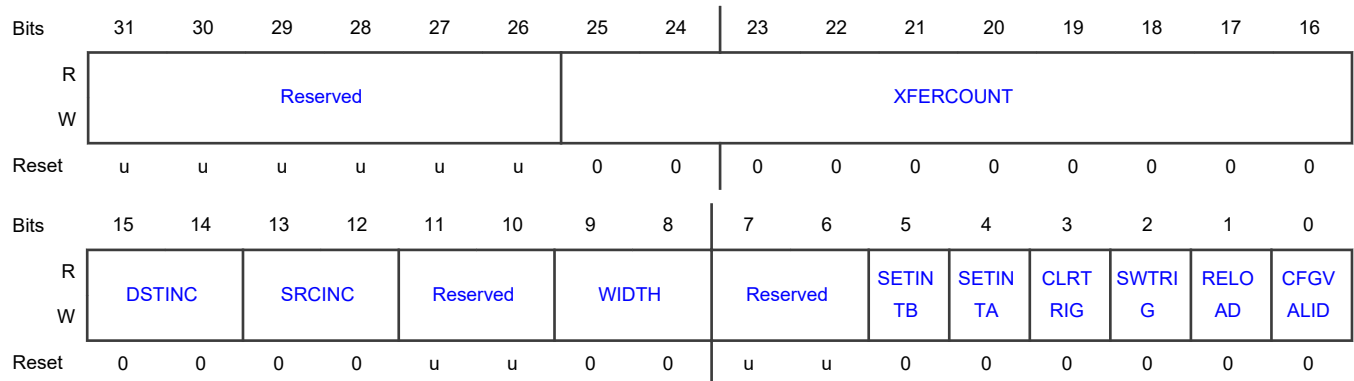 Bits 31 30 29 28 27 26 25 24 23 22 21 20 19 18 17 16
R
Reserved XFERCOUNT
W
Reset u u u u u u 0 0 0 0 0 0 0 0 0 0
Bits 15 14 13 12 11 10 9 8 7 6 5 4 3 2 1 0
R SETIN SETIN CLRT SWTRI RELO CFGV
DSTINC SRCINC Reserved WIDTH Reserved
W TB TA RIG G AD ALID
Reset 0 0 0 0 u u 0 0 u u 0 0 0 0 0 0